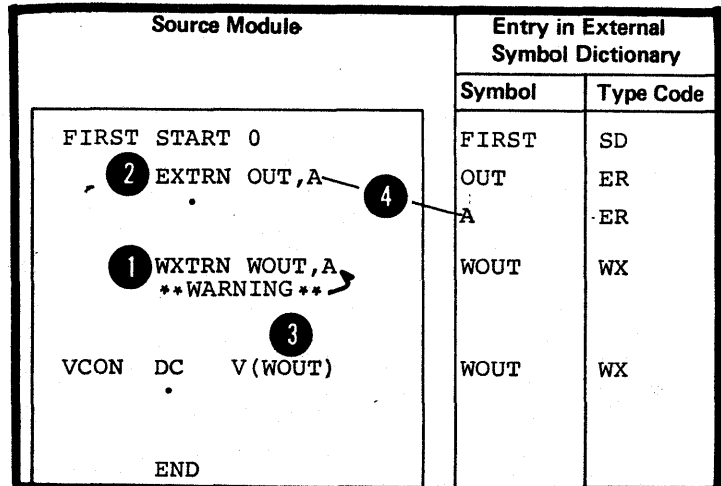 Source Module
Entry in External
Symbol Dictionary
Symbol Type Code
FIRST START 0 FIRST SD
2 EXTRN OUT,A 4 OUT ER
A ER
1 WXTRN WOUT,A WOUT WX
**WARNING**
3
VCON DC V(WOUT) WOUT WX
END